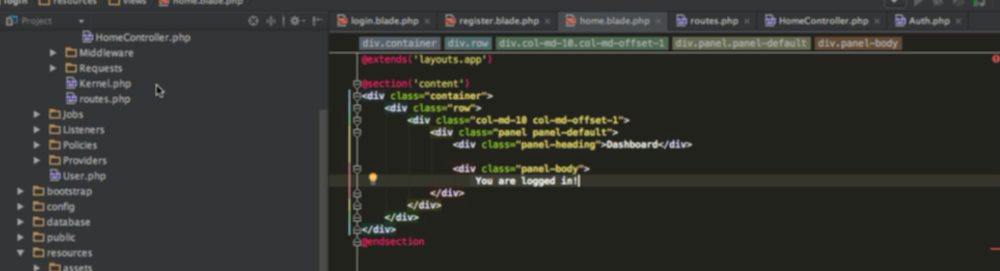 login resources views home.blade.php
Project
login.blade.php register.blade.php home.blade.php routes.php HomeController.php Auth.php
HomeController.php
Middleware
Requests
Kernel.php
routes.php
Jobs
Listeners
Policies
Providers
User.php
bootstrap
config
database
public
resources
assets
div.container div.row div.col-md-10.col-md-offset-1 div.panel.panel-default div.panel-body
@extends('layouts.app')
@section('content')
<div class="container">
<div class="row">
<div class="col-md-10 col-md-offset-1">
<div class="panel panel-default">
<div class="panel-heading">Dashboard</div>
<div class="panel-body">
You are logged in!
</div>
</div>
</div>
</div>
@endsection